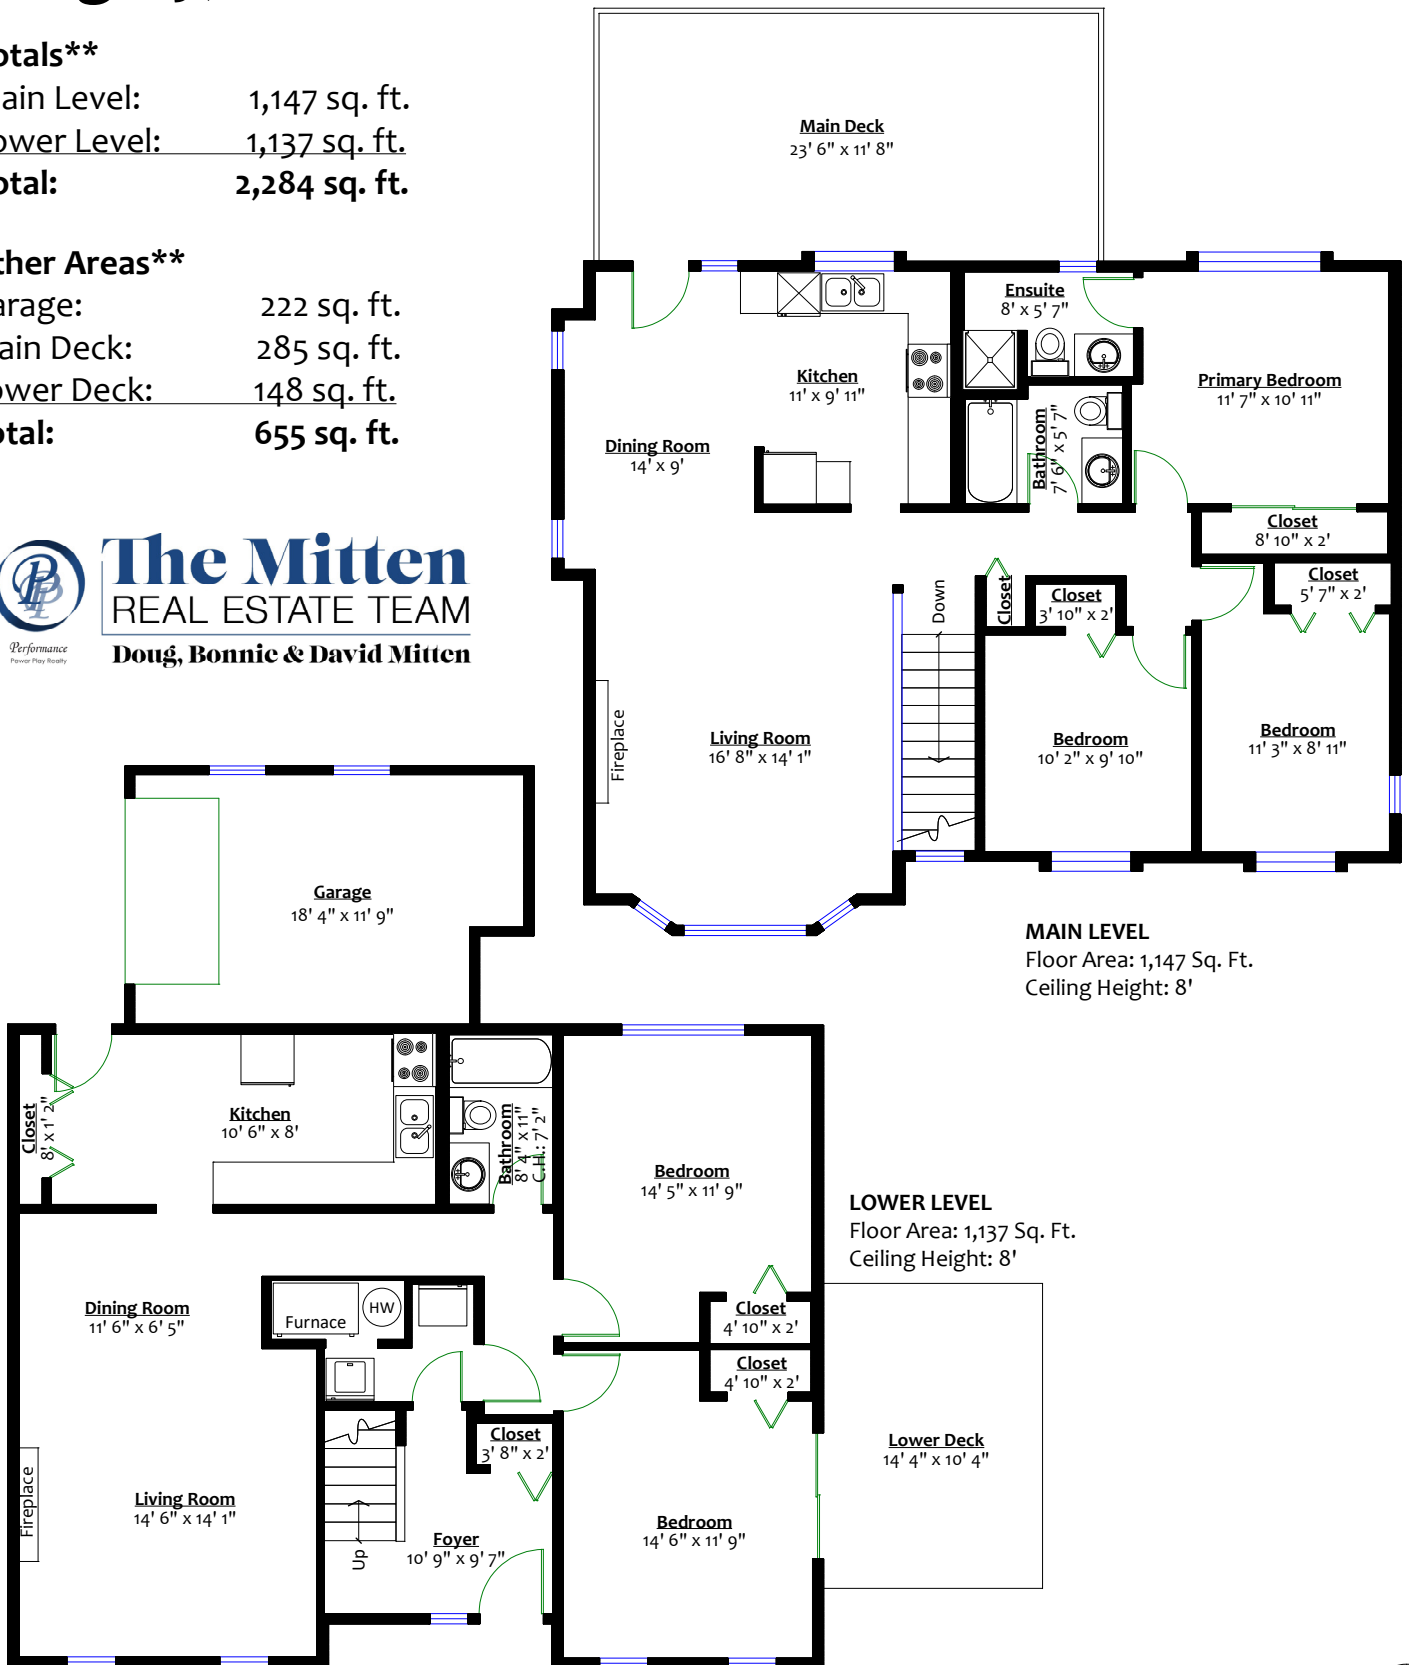 otals**
ain Level: 1,147 sq. ft.
ower Level: 1,137 sq. ft.
otal: 2,284 sq. ft.
ther Areas**
arage: 222 sq. ft.
ain Deck: 285 sq. ft.
ower Deck: 148 sq. ft.
otal: 655 sq. ft.
Performance
Power Play Realty
The Mitten
REAL ESTATE TEAM
Doug, Bonnie & David Mitten
Main Deck
23' 6" x 11' 8"
Ensuite
8' x 5' 7"
Kitchen
11' x 9' 11"
Primary Bedroom
11' 7" x 10' 11"
Dining Room
14' x 9'
Bathroom
7' 6" x 5' 7"
Closet
8' 10" x 2'
Closet
5' 7" x 2'
Closet
Closet
3' 10" x 2'
Down
Fireplace
Living Room
16' 8" x 14' 1"
Bedroom
10' 2" x 9' 10"
Bedroom
11' 3" x 8' 11"
MAIN LEVEL
Floor Area: 1,147 Sq. Ft.
Ceiling Height: 8'
Garage
18' 4" x 11' 9"
Closet
8' x 1' 2"
Kitchen
10' 6" x 8'
Bathroom
8' 4" x 11"
C.H.: 7' 2"
Bedroom
14' 5" x 11' 9"
LOWER LEVEL
Floor Area: 1,137 Sq. Ft.
Ceiling Height: 8'
Dining Room
11' 6" x 6' 5"
Furnace
HW
Closet
4' 10" x 2'
Closet
4' 10" x 2'
Closet
3' 8" x 2'
Lower Deck
14' 4" x 10' 4"
Fireplace
Living Room
14' 6" x 14' 1"
Up
Foyer
10' 9" x 9' 7"
Bedroom
14' 6" x 11' 9"